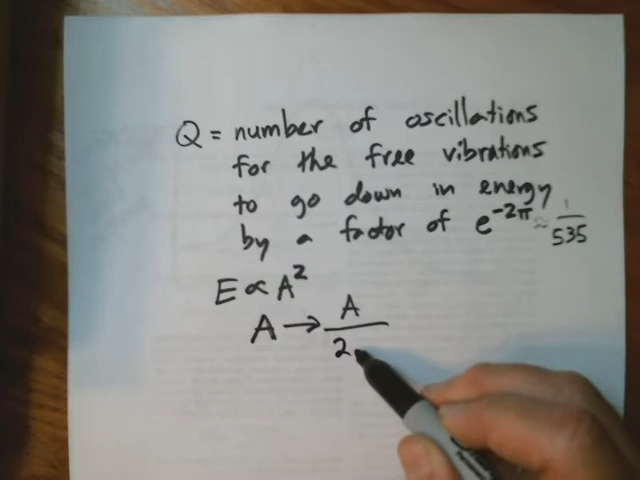 Q = number of oscillations
for the free vibrations
to go down in energy
by a factor of e^-2π ≈ 1/535
E ∝ A²
A → A/2